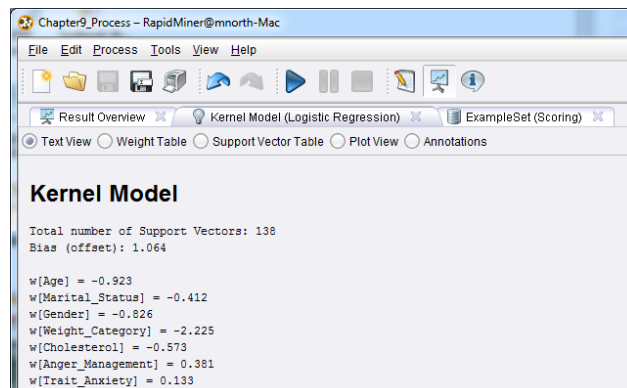 Chapter9_Process – RapidMiner@mnorth-Mac
File Edit Process Tools View Help
Result Overview Kernel Model (Logistic Regression) ExampleSet (Scoring)
Text View Weight Table Support Vector Table Plot View Annotations
Kernel Model
Total number of Support Vectors: 138
Bias (offset): 1.064
w[Age] = -0.923
w[Marital_Status] = -0.412
w[Gender] = -0.826
w[Weight_Category] = -2.225
w[Cholesterol] = -0.573
w[Anger_Management] = 0.381
w[Trait_Anxiety] = 0.133